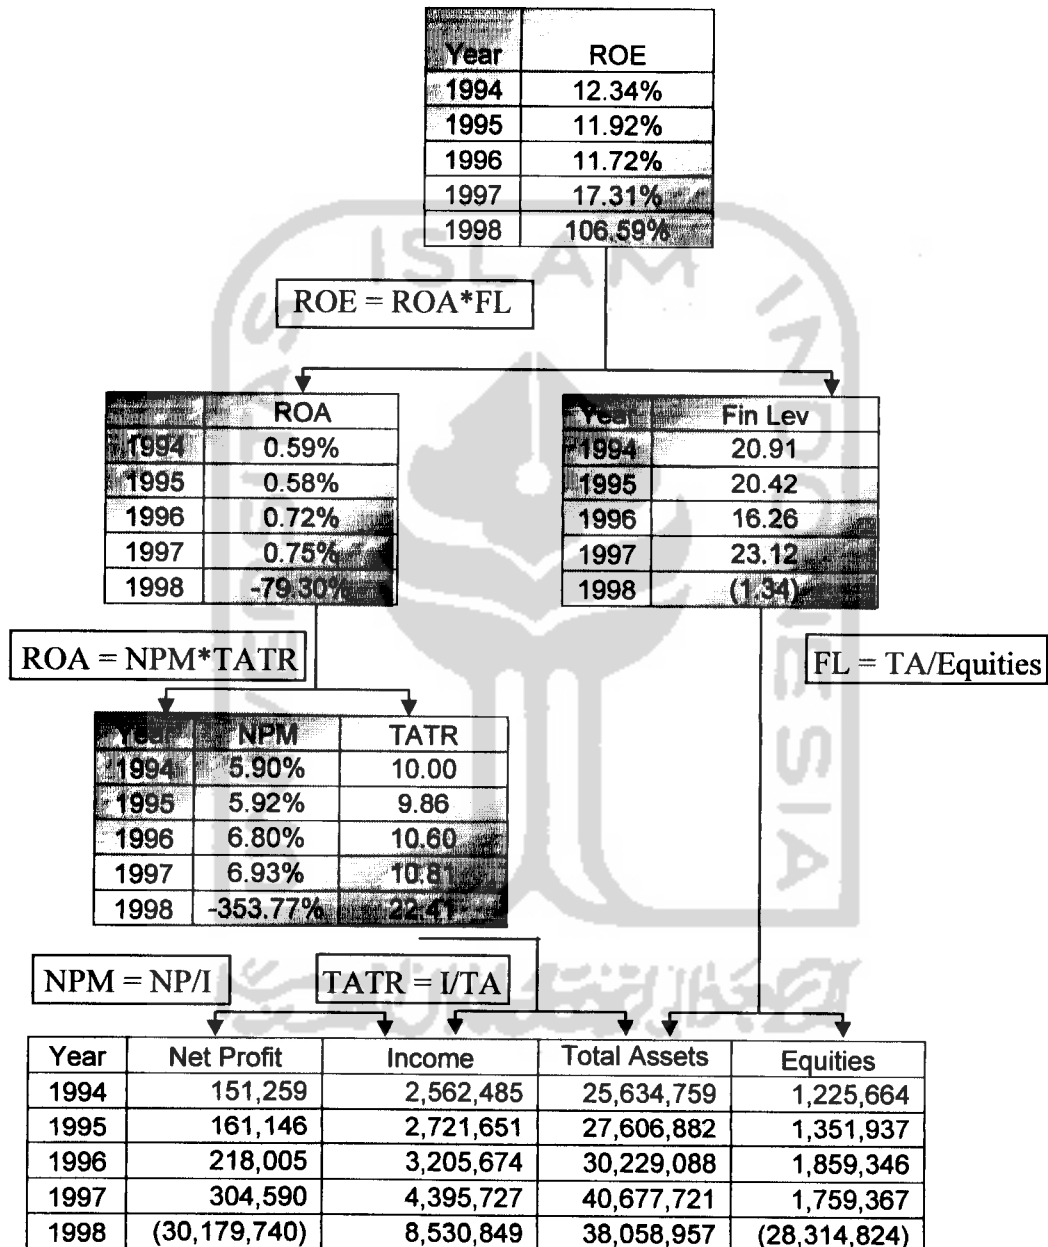 Year ROE
1994 12.34%
1995 11.92%
1996 11.72%
1997 17.31%
1998 106.59%
ROE = ROA*FL
ROA
1994 0.59%
1995 0.58%
1996 0.72%
1997 0.75%
1998 -79.30%
Year Fin Lev
1994 20.91
1995 20.42
1996 16.26
1997 23.12
1998 (1.34)
ROA = NPM*TATR
FL = TA/Equities
Year NPM TATR
1994 5.90% 10.00
1995 5.92% 9.86
1996 6.80% 10.60
1997 6.93% 10.81
1998 -353.77% 22.41
NPM = NP/I
TATR = I/TA
Year Net Profit Income Total Assets Equities
1994 151,259 2,562,485 25,634,759 1,225,664
1995 161,146 2,721,651 27,606,882 1,351,937
1996 218,005 3,205,674 30,229,088 1,859,346
1997 304,590 4,395,727 40,677,721 1,759,367
1998 (30,179,740) 8,530,849 38,058,957 (28,314,824)
ISLAM
INDONESIA